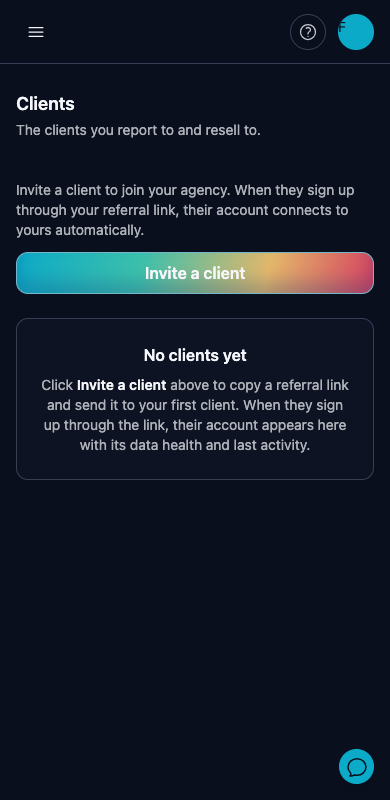 F
Clients
The clients you report to and resell to.
Invite a client to join your agency. When they sign up
through your referral link, their account connects to
yours automatically.
Invite a client
No clients yet
Click Invite a client above to copy a referral link
and send it to your first client. When they sign
up through the link, their account appears here
with its data health and last activity.